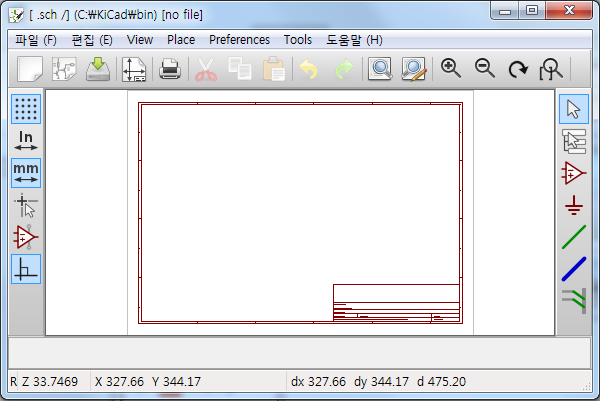 [ .sch /] (C:₩KiCad₩bin) [no file]
파일 (F) 편집 (E) View Place Preferences Tools 도움말 (H)
In
mm
R Z 33.7469 X 327.66 Y 344.17 dx 327.66 dy 344.17 d 475.20